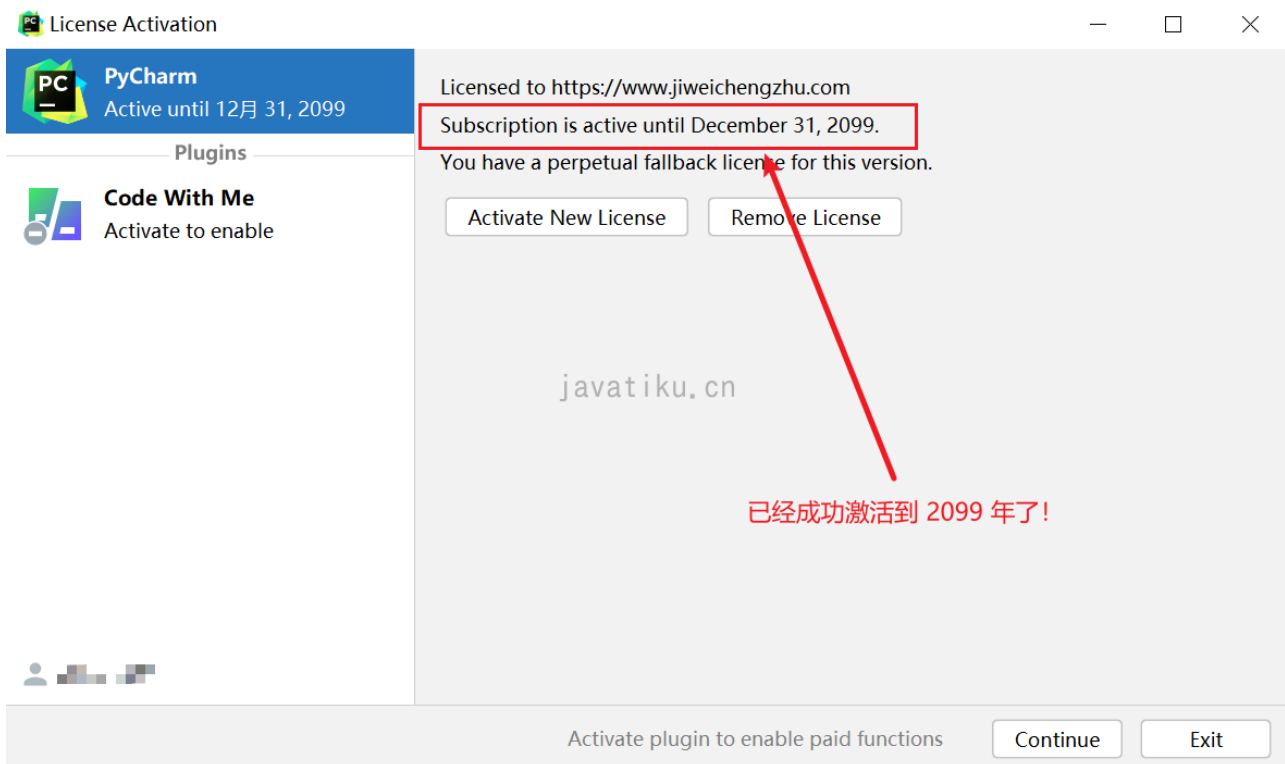 PC License Activation
PC
PyCharm
Active until 12月 31, 2099
Plugins
Code With Me
Activate to enable
Licensed to https://www.jiweichengzhu.com
Subscription is active until December 31, 2099.
You have a perpetual fallback license for this version.
Activate New License Remove License
javatiku.cn
已经成功激活到 2099 年了!
Activate plugin to enable paid functions Continue Exit